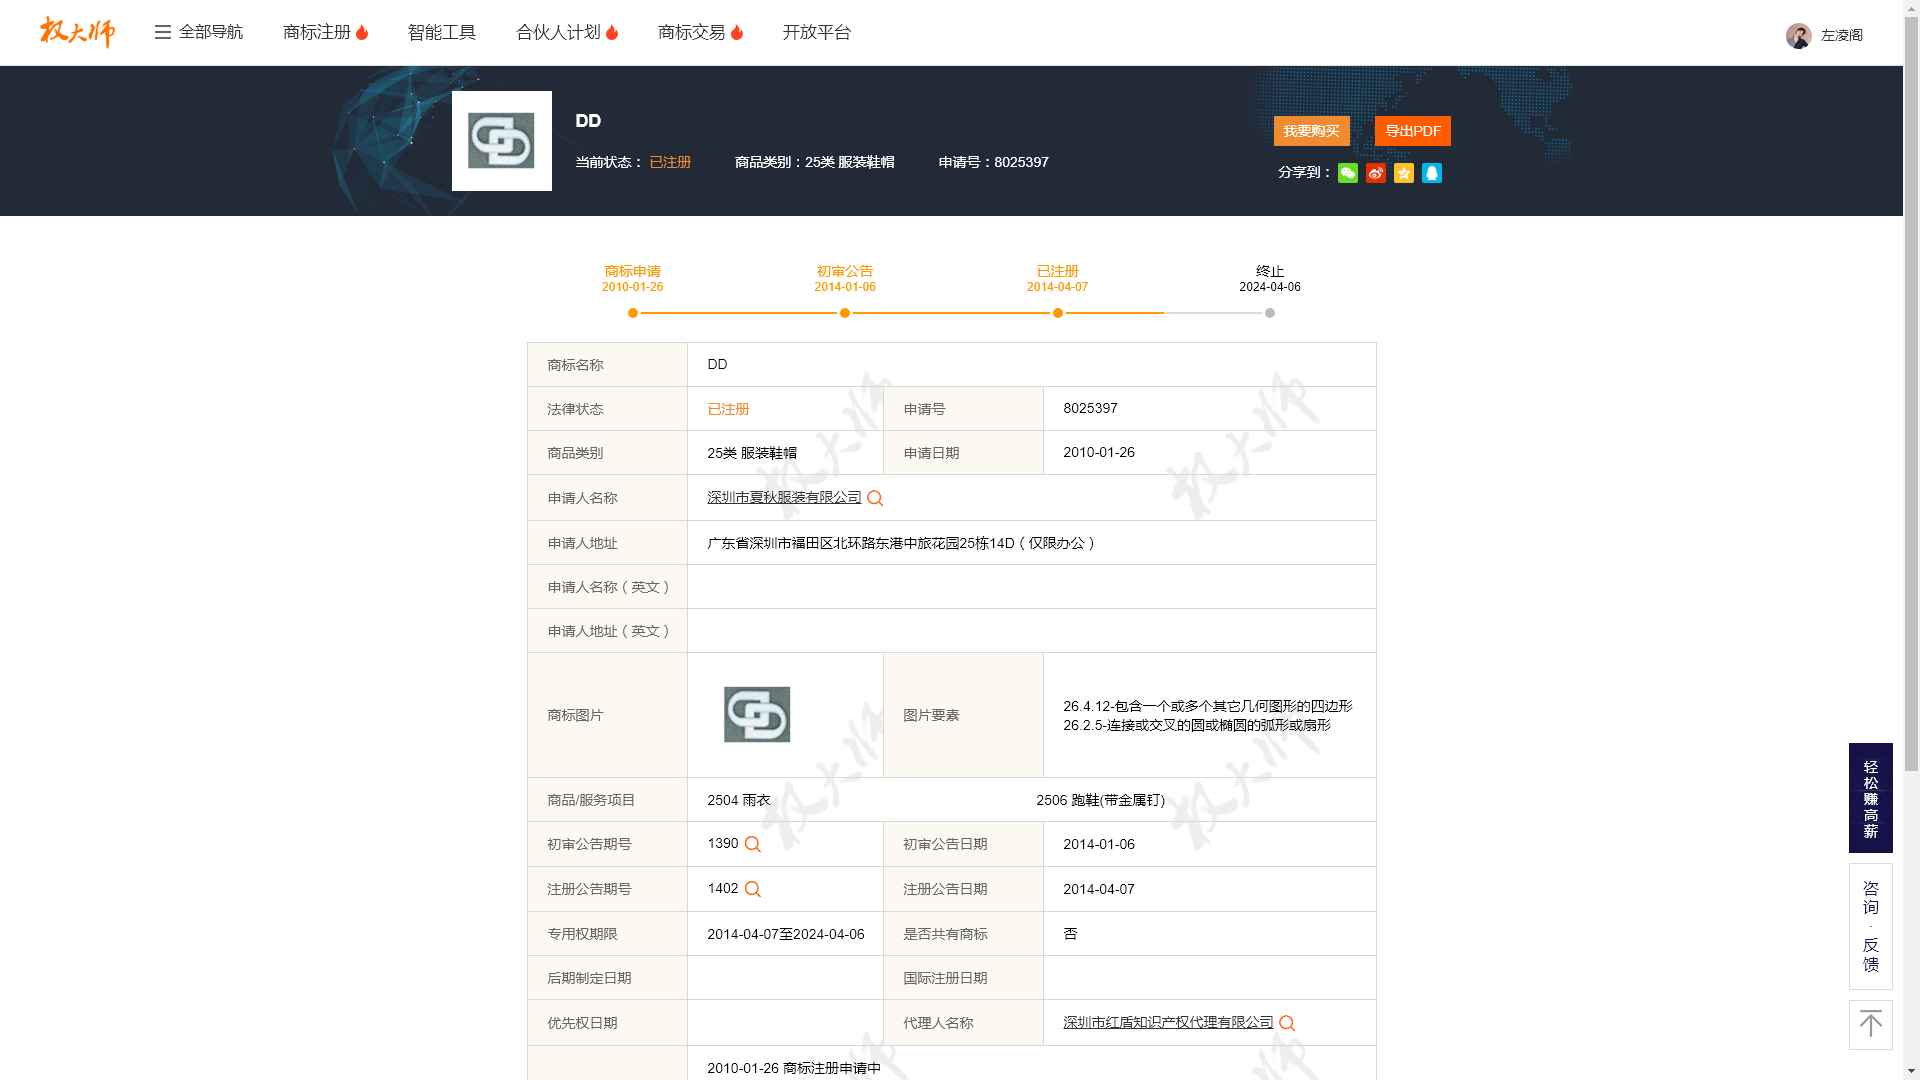 权大师
全部导航
商标注册
智能工具
合伙人计划
商标交易
开放平台
左凌阁
DD
当前状态： 已注册
商品类别：25类 服装鞋帽
申请号：8025397
我要购买
导出PDF
分享到：
商标申请
2010-01-26
初审公告
2014-01-06
已注册
2014-04-07
终止
2024-04-06
商标名称 DD
法律状态 已注册 申请号 8025397
商品类别 25类 服装鞋帽 申请日期 2010-01-26
申请人名称 深圳市夏秋服装有限公司
申请人地址 广东省深圳市福田区北环路东港中旅花园25栋14D（仅限办公）
申请人名称（英文）
申请人地址（英文）
商标图片 图片要素
26.4.12-包含一个或多个其它几何图形的四边形
26.2.5-连接或交叉的圆或椭圆的弧形或扇形
商品/服务项目 2504 雨衣 2506 跑鞋(带金属钉)
初审公告期号 1390 初审公告日期 2014-01-06
注册公告期号 1402 注册公告日期 2014-04-07
专用权期限 2014-04-07至2024-04-06 是否共有商标 否
后期制定日期 国际注册日期
优先权日期 代理人名称 深圳市红盾知识产权代理有限公司
2010-01-26 商标注册申请中
轻松赚高薪
咨询·反馈